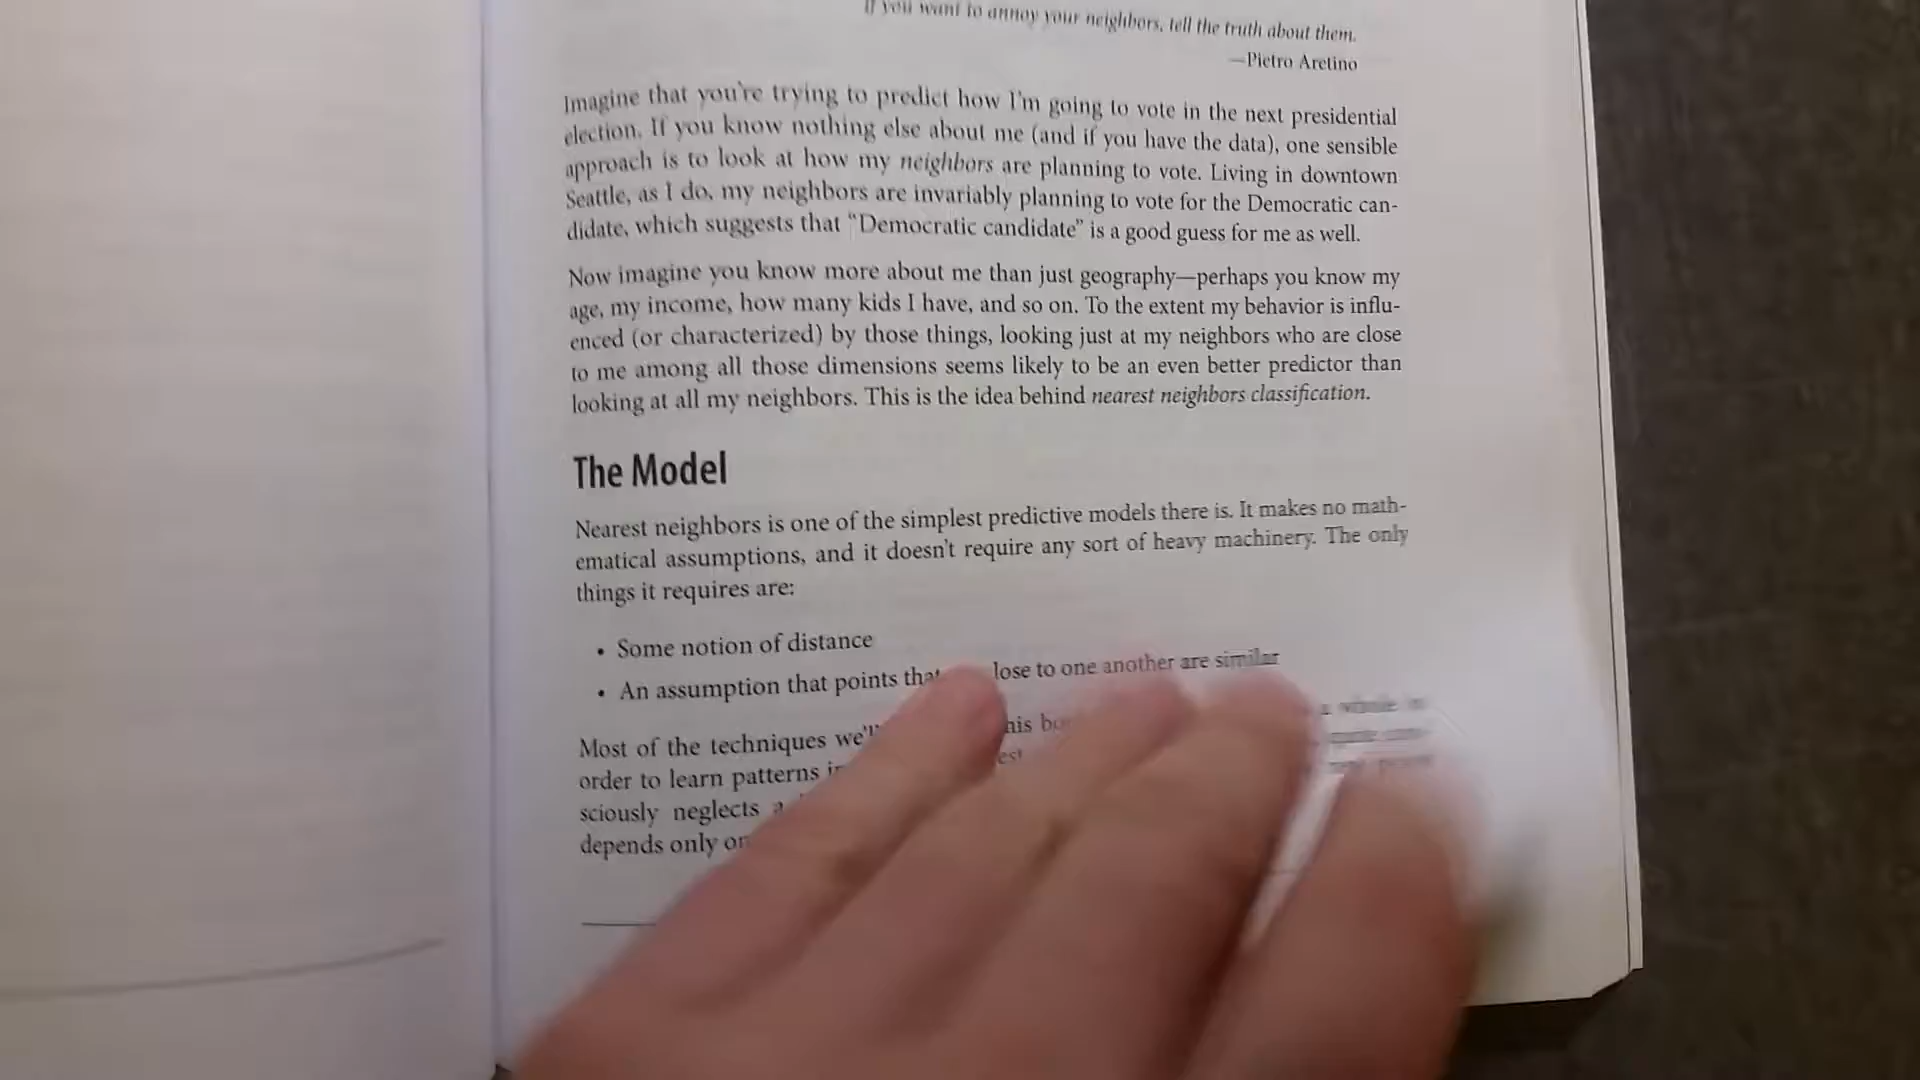 If you want to annoy your neighbors, tell the truth about them.
—Pietro Aretino
Imagine that you're trying to predict how I'm going to vote in the next presidential
election. If you know nothing else about me (and if you have the data), one sensible
approach is to look at how my neighbors are planning to vote. Living in downtown
Seattle, as I do, my neighbors are invariably planning to vote for the Democratic can-
didate, which suggests that “Democratic candidate” is a good guess for me as well.
Now imagine you know more about me than just geography—perhaps you know my
age, my income, how many kids I have, and so on. To the extent my behavior is influ-
enced (or characterized) by those things, looking just at my neighbors who are close
to me among all those dimensions seems likely to be an even better predictor than
looking at all my neighbors. This is the idea behind nearest neighbors classification.
The Model
Nearest neighbors is one of the simplest predictive models there is. It makes no math-
ematical assumptions, and it doesn't require any sort of heavy machinery. The only
things it requires are:
• Some notion of distance
• An assumption that points that lose to one another are similar
Most of the techniques we'll his a whole
order to learn patterns
sciously neglects
depends only on